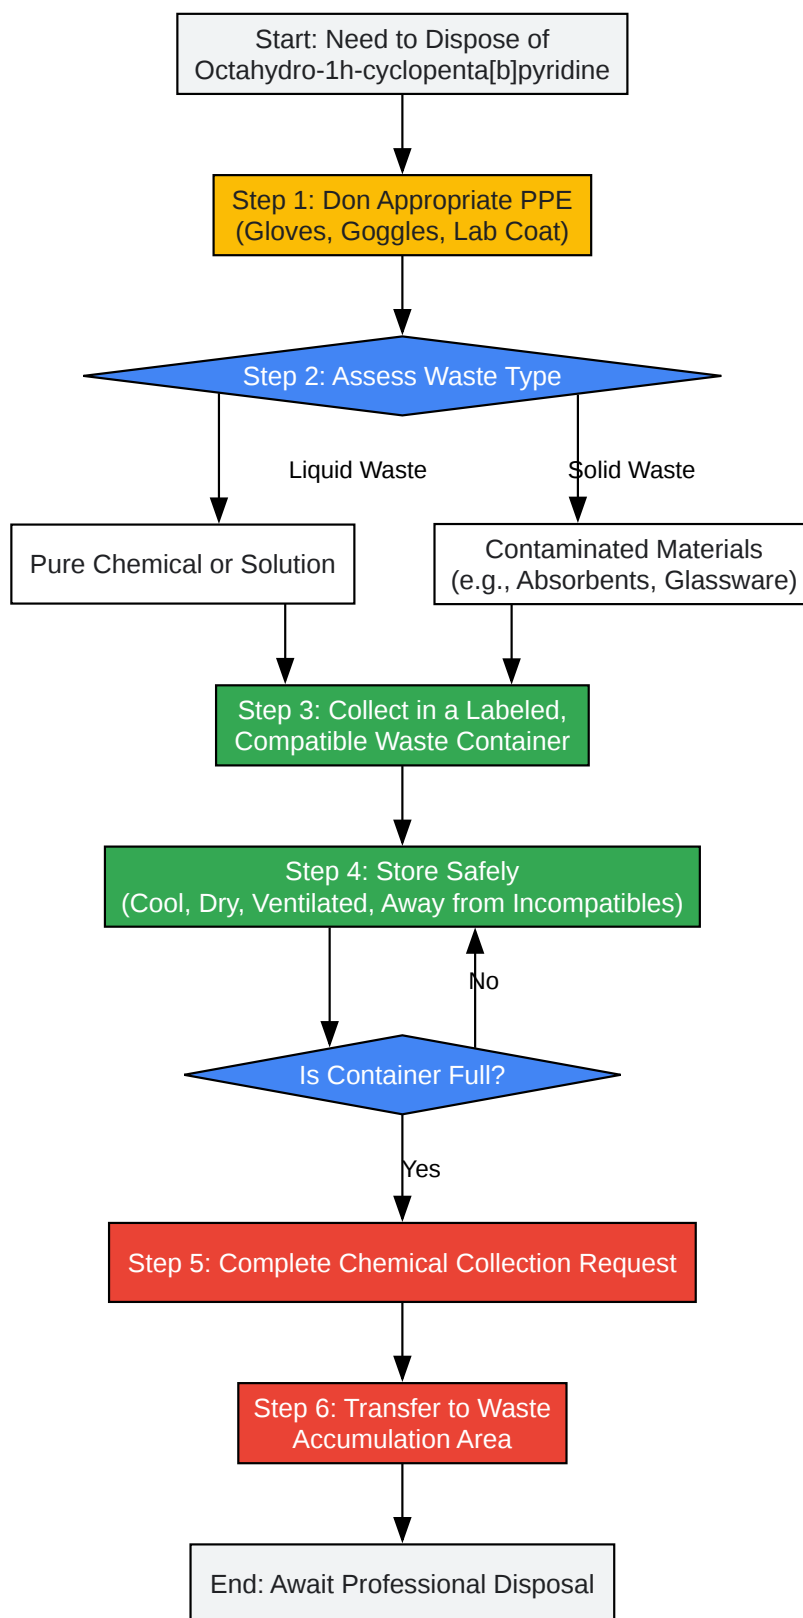 Start: Need to Dispose of
Octahydro-1h-cyclopenta[b]pyridine
Step 1: Don Appropriate PPE
(Gloves, Goggles, Lab Coat)
Step 2: Assess Waste Type
Liquid Waste
Solid Waste
Pure Chemical or Solution
Contaminated Materials
(e.g., Absorbents, Glassware)
Step 3: Collect in a Labeled,
Compatible Waste Container
Step 4: Store Safely
(Cool, Dry, Ventilated, Away from Incompatibles)
No
Is Container Full?
Yes
Step 5: Complete Chemical Collection Request
Step 6: Transfer to Waste
Accumulation Area
End: Await Professional Disposal